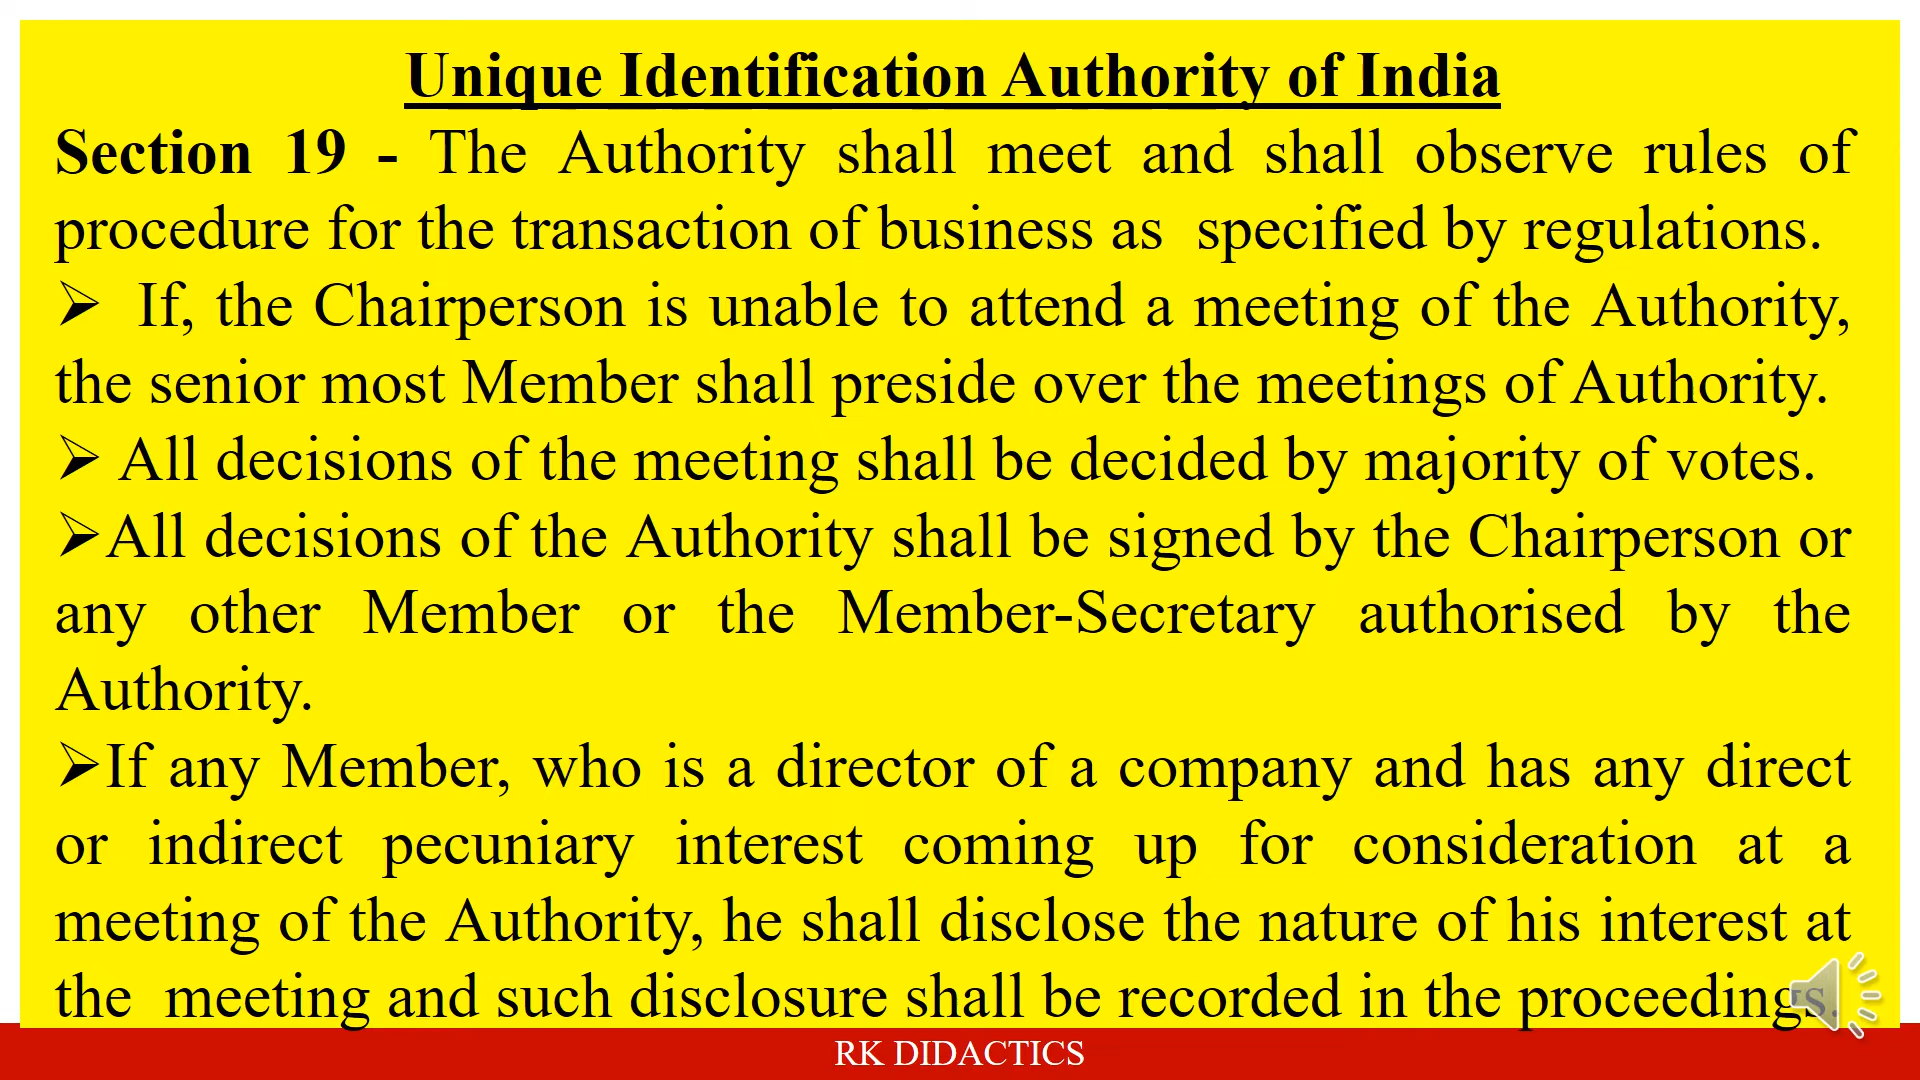 Unique Identification Authority of India
Section 19 - The Authority shall meet and shall observe rules of
procedure for the transaction of business as specified by regulations.
➢ If, the Chairperson is unable to attend a meeting of the Authority,
the senior most Member shall preside over the meetings of Authority.
➢ All decisions of the meeting shall be decided by majority of votes.
➢All decisions of the Authority shall be signed by the Chairperson or
any other Member or the Member-Secretary authorised by the
Authority.
➢If any Member, who is a director of a company and has any direct
or indirect pecuniary interest coming up for consideration at a
meeting of the Authority, he shall disclose the nature of his interest at
the meeting and such disclosure shall be recorded in the proceedings.
RK DIDACTICS